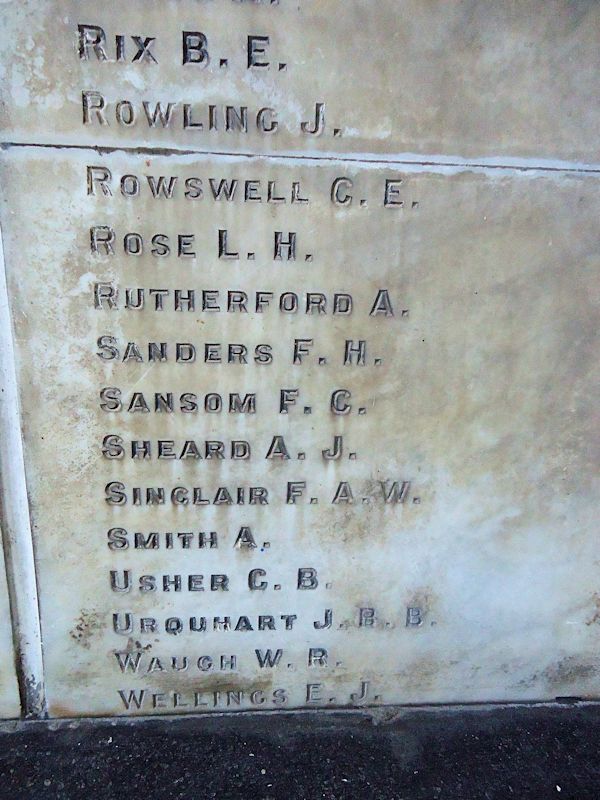 RIX B. E.
ROWLING J.
ROWSWELL C. E.
ROSE L. H.
RUTHERFORD A.
SANDERS F. H.
SANSOM F. C.
SHEARD A. J.
SINCLAIR F. A. W.
SMITH A.
USHER C. B.
URQUHART J. B. B.
WAUGH W. R.
WELLINGS E. J.